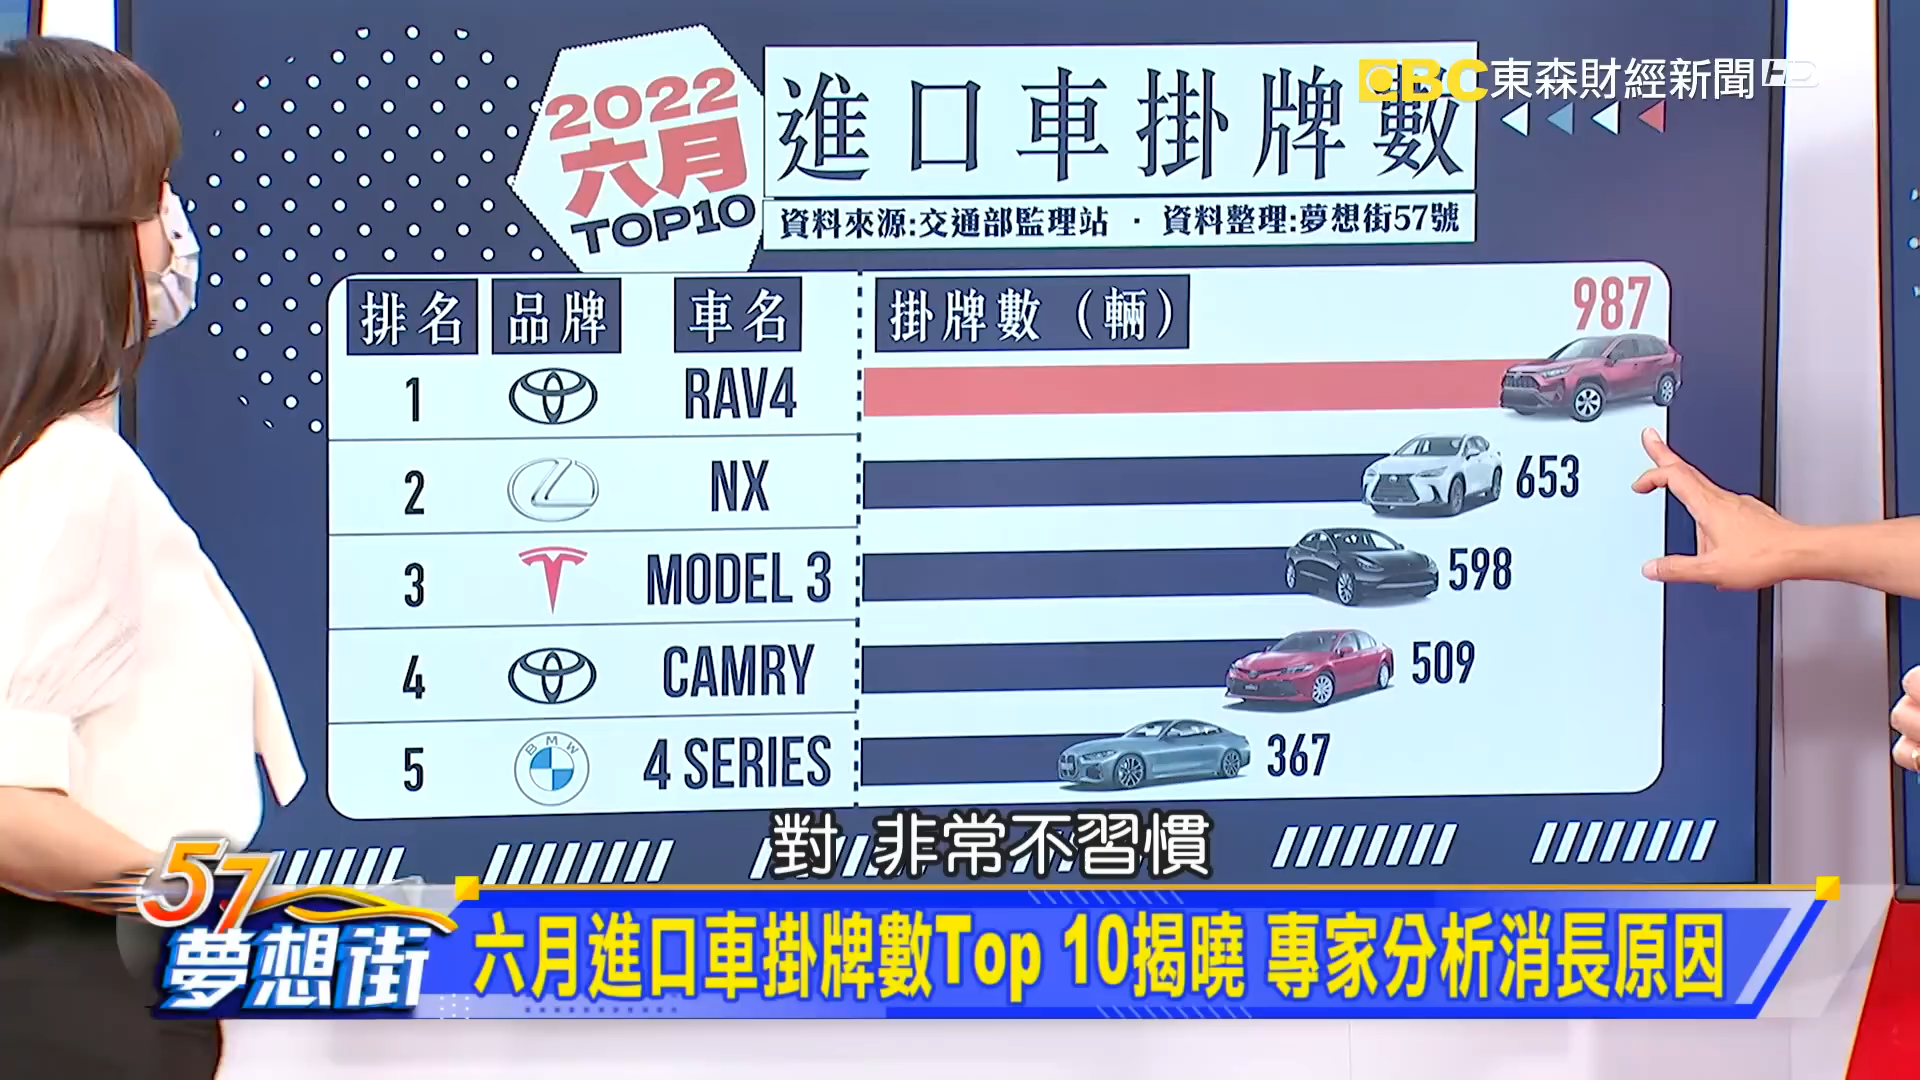 2022
六月
TOP10
進口車掛牌數
EBC東森財經新聞HD
資料來源:交通部監理站 · 資料整理:夢想街57號
排名 品牌 車名 掛牌數（輛）
987
1 RAV4
2 NX 653
3 MODEL 3 598
4 CAMRY 509
5 BMW 4 SERIES 367
對 非常不習慣
57
夢想街
六月進口車掛牌數Top 10揭曉 專家分析消長原因